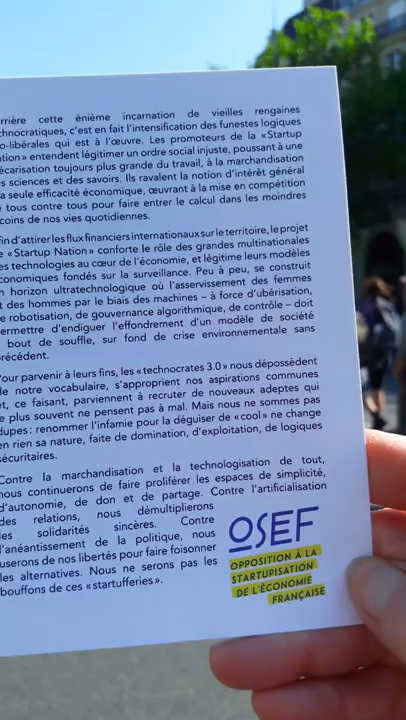 rrière cette énième incarnation de vieilles rengaines
chnocratiques, c'est en fait l'intensification des funestes logiques
o-libérales qui est à l'œuvre. Les promoteurs de la «Startup
ation» entendent légitimer un ordre social injuste, poussant à une
écarisation toujours plus grande du travail, à la marchandisation
es sciences et des savoirs. Ils ravalent la notion d'intérêt général
a seule efficacité économique, œuvrant à la mise en compétition
e tous contre tous pour faire entrer le calcul dans les moindres
coins de nos vies quotidiennes.
fin d'attirer les flux financiers internationaux sur le territoire, le projet
e «Startup Nation» conforte le rôle des grandes multinationales
es technologies au cœur de l'économie, et légitime leurs modèles
conomiques fondés sur la surveillance. Peu à peu, se construit
n horizon ultratechnologique où l'asservissement des femmes
t des hommes par le biais des machines – à force d'ubérisation,
e robotisation, de gouvernance algorithmique, de contrôle – doit
ermettre d'endiguer l'effondrement d'un modèle de société
bout de souffle, sur fond de crise environnementale sans
récédent.
Pour parvenir à leurs fins, les «technocrates 3.0» nous dépossèdent
de notre vocabulaire, s'approprient nos aspirations communes
et, ce faisant, parviennent à recruter de nouveaux adeptes qui
le plus souvent ne pensent pas à mal. Mais nous ne sommes pas
dupes : renommer l'infamie pour la déguiser de «cool» ne change
en rien sa nature, faite de domination, d'exploitation, de logiques
sécuritaires.
Contre la marchandisation et la technologisation de tout,
nous continuerons de faire proliférer les espaces de simplicité,
d'autonomie, de don et de partage. Contre l'artificialisation
des relations, nous démultiplierons
les solidarités sincères. Contre
l'anéantissement de la politique, nous
userons de nos libertés pour faire foisonner
les alternatives. Nous ne serons pas les
bouffons de ces «startufferies».
OSEF
OPPOSITION À LA
STARTUPISATION
DE L'ÉCONOMIE
FRANÇAISE